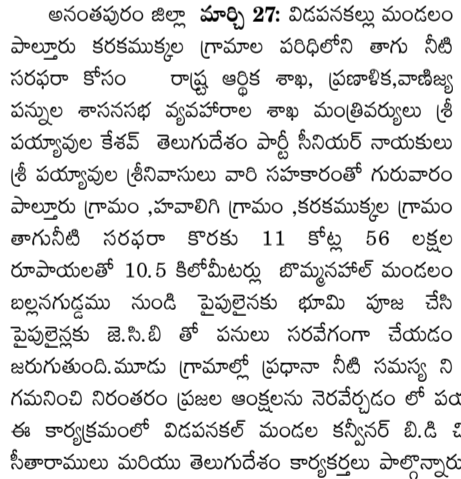 అనంతపురం జిల్లా మార్చి 27: విడపనకల్లు మండలం
పాల్తూరు కరకముక్కల గ్రామాల పరిధిలోని తాగు నీటి
సరఫరా కోసం రాష్ట్ర ఆర్థిక శాఖ, ప్రణాళిక,వాణిజ్య
పన్నుల శాసనసభ వ్యవహారాల శాఖ మంత్రివర్యులు శ్రీ
పయ్యావుల కేశవ్ తెలుగుదేశం పార్టీ సీనియర్ నాయకులు
శ్రీ పయ్యావుల శ్రీనివాసులు వారి సహకారంతో గురువారం
పాల్తూరు గ్రామం ,హవాలిగి గ్రామం ,కరకముక్కల గ్రామం
తాగునీటి సరఫరా కొరకు 11 కోట్ల 56 లక్షల
రూపాయలతో 10.5 కిలోమీటర్లు బొమ్మనహాల్ మండలం
బల్లనగుడ్డము నుండి పైపులైనకు భూమి పూజ చేసి
పైపులైన్లకు జె.సి.బి తో పనులు సరవేగంగా చేయడం
జరుగుతుంది.మూడు గ్రామాల్లో ప్రధానా నీటి సమస్య ని
గమనించి నిరంతరం ప్రజల ఆంక్షలను నెరవేర్చడం లో
ఈ కార్యక్రమంలో విడపనకల్ మండల కన్వీనర్ బి.డి
సీతారాములు మరియు తెలుగుదేశం కార్యకర్తలు పాల్గొన్నారు